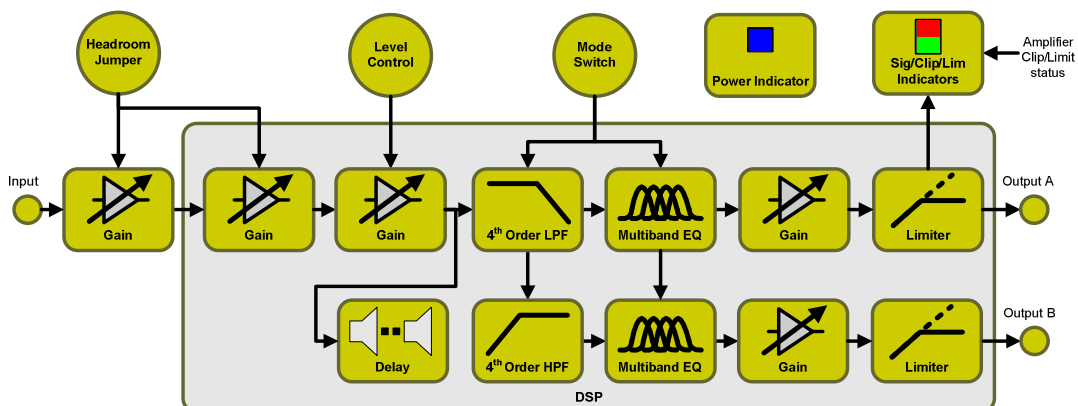 Headroom
Jumper
Level
Control
Mode
Switch
Power Indicator
Sig/Clip/Lim
Indicators
Amplifier
Clip/Limit
status
Input
Gain
Gain
Gain
4th Order LPF
Multiband EQ
Gain
Limiter
Output A
Delay
4th Order HPF
Multiband EQ
Gain
Limiter
Output B
DSP